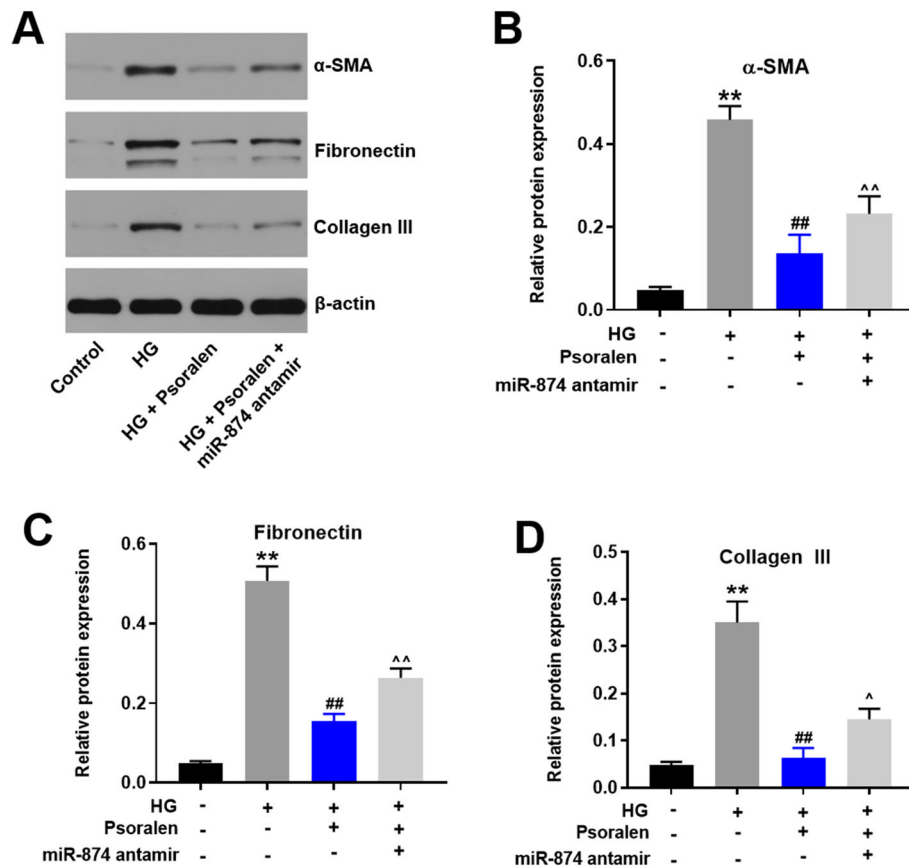 A
α-SMA
Fibronectin
Collagen III
β-actin
Control
HG
HG + Psoralen
HG + Psoralen +
miR-874 antamir
B
α-SMA
Relative protein expression
0.6
0.4
0.2
0.0
**
##
^^
HG - + + +
Psoralen - - + +
miR-874 antamir - - - +
C
Fibronectin
Relative protein expression
0.6
0.4
0.2
0.0
**
##
^^
HG - + + +
Psoralen - - + +
miR-874 antamir - - - +
D
Collagen III
Relative protein expression
0.5
0.4
0.3
0.2
0.1
0.0
**
##
^
HG - + + +
Psoralen - - + +
miR-874 antamir - - - +